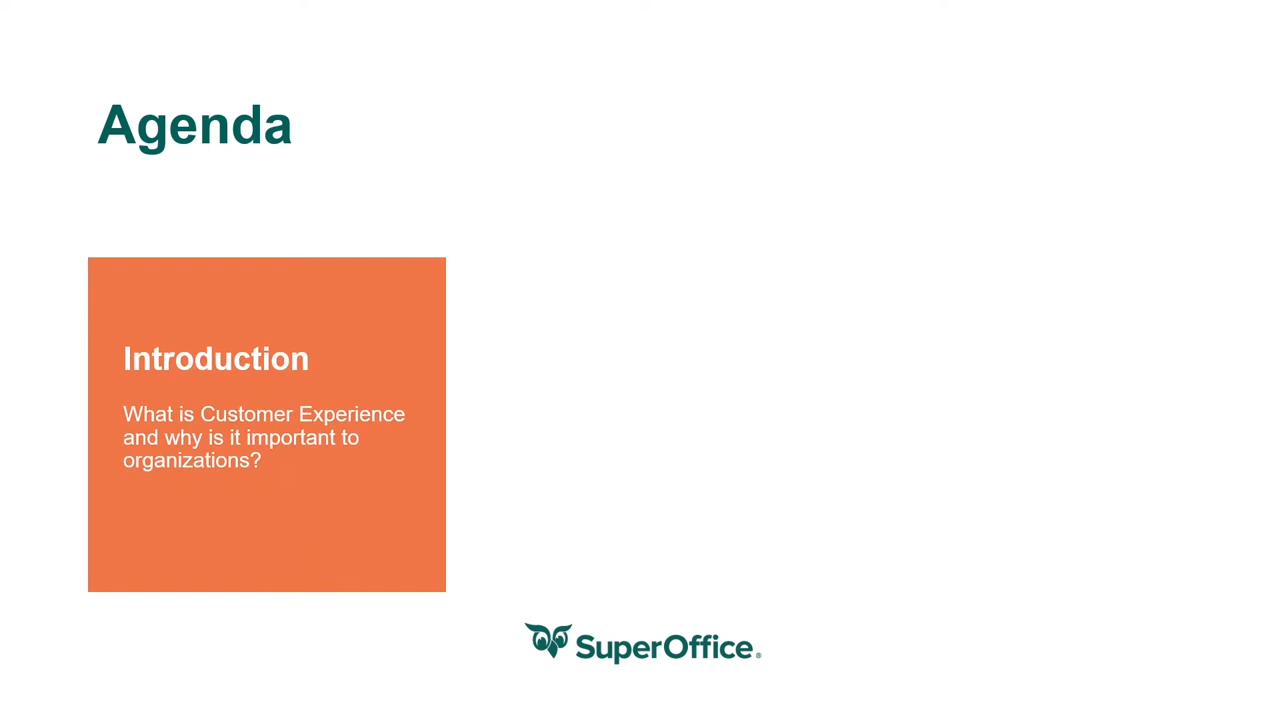 Agenda
Introduction
What is Customer Experience
and why is it important to
organizations?
SuperOffice®